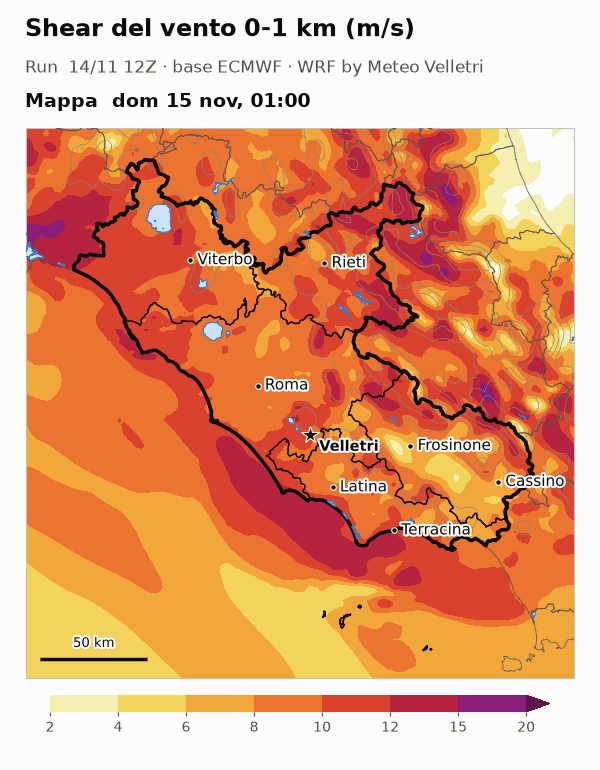 Shear del vento 0-1 km (m/s)
Run  14/11 12Z · base ECMWF · WRF by Meteo Velletri
Mappa  dom 15 nov, 01:00
Viterbo
Rieti
Roma
Velletri
Frosinone
Latina
Cassino
Terracina
50 km
2 4 6 8 10 12 15 20